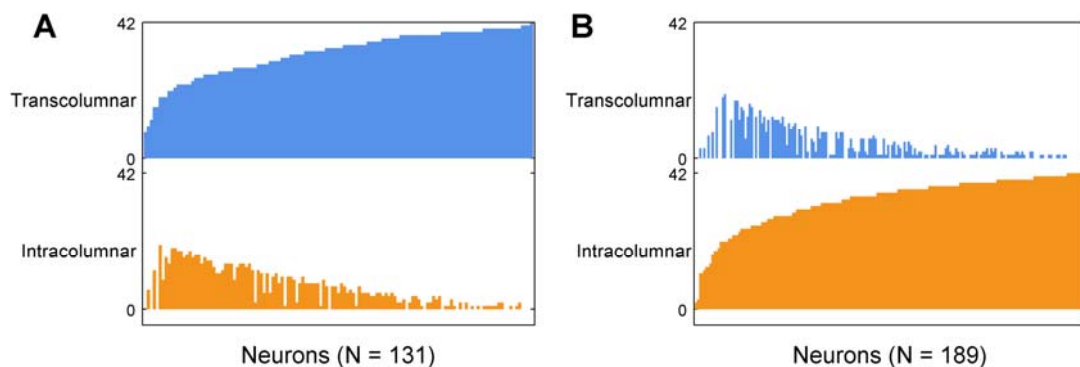 A
42
Transcolumnar
0
42
Intracolumnar
0
Neurons (N = 131)
B
42
Transcolumnar
0
42
Intracolumnar
0
Neurons (N = 189)